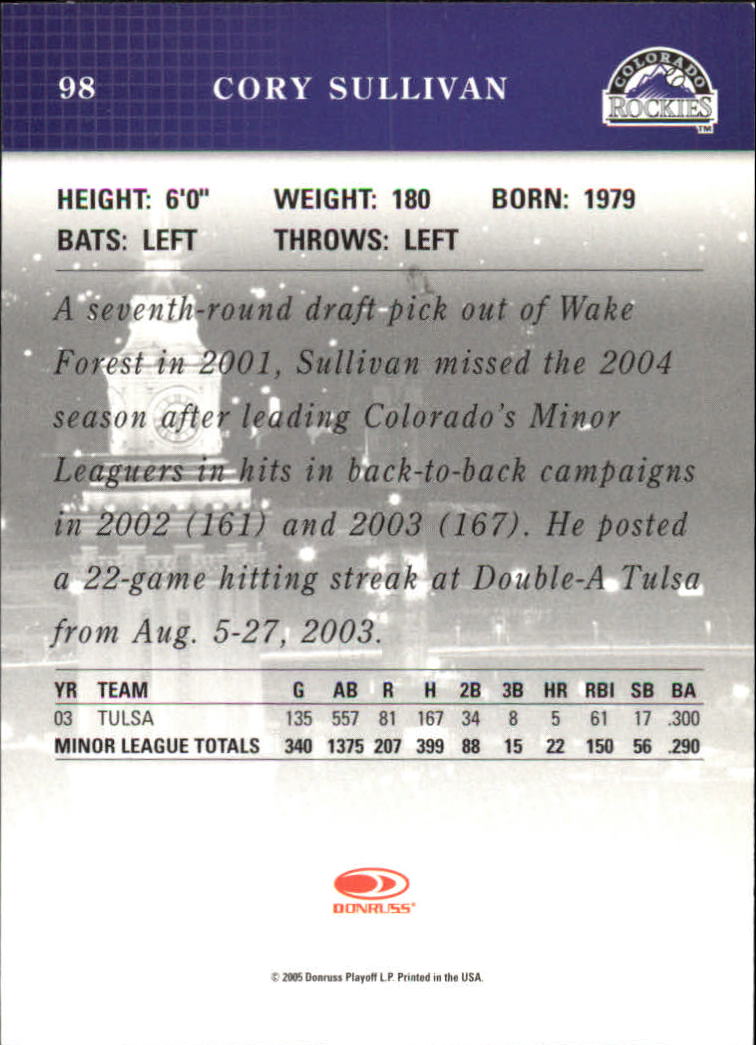 98 CORY SULLIVAN
COLORADO
ROCKIES
TM
HEIGHT: 6'0" WEIGHT: 180 BORN: 1979
BATS: LEFT THROWS: LEFT
A seventh-round draft pick out of Wake
Forest in 2001, Sullivan missed the 2004
season after leading Colorado's Minor
Leaguers in hits in back-to-back campaigns
in 2002 (161) and 2003 (167). He posted
a 22-game hitting streak at Double-A Tulsa
from Aug. 5-27, 2003.
YR TEAM G AB R H 2B 3B HR RBI SB BA
03 TULSA 135 557 81 167 34 8 5 61 17 .300
MINOR LEAGUE TOTALS 340 1375 207 399 88 15 22 150 56 .290
DONRUSS
© 2005 Donruss Playoff L.P. Printed in the USA.